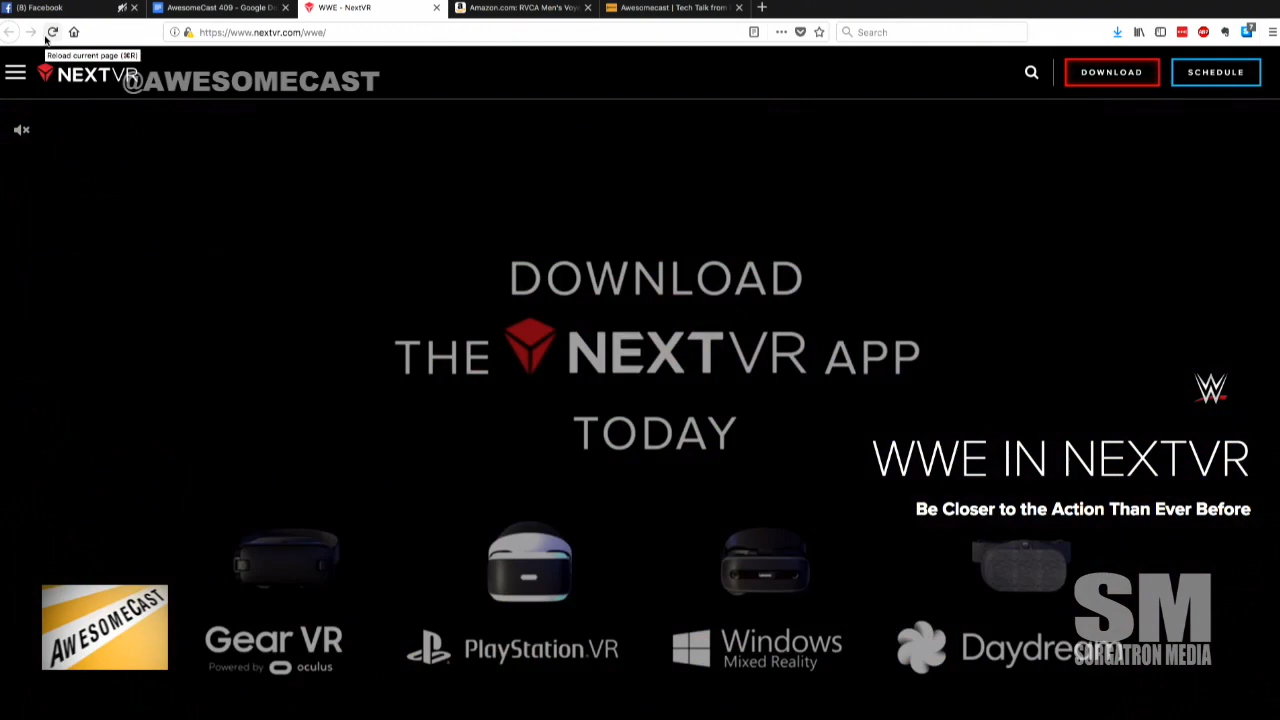 (8) Facebook
AwesomeCast 409 - Google Do
WWE - NextVR
Amazon.com: RVCA Men's Voy
Awesomecast | Tech Talk from
https://www.nextvr.com/wwe/
Search
Reload current page (⌘R)
NEXTVR
@AWESOMECAST
DOWNLOAD
SCHEDULE
DOWNLOAD
THE NEXTVR APP
TODAY
W
WWE IN NEXTVR
Be Closer to the Action Than Ever Before
AWESOMECAST
Gear VR
Powered by oculus
PlayStation.VR
Windows
Mixed Reality
Daydream
SM
SORGATRON MEDIA